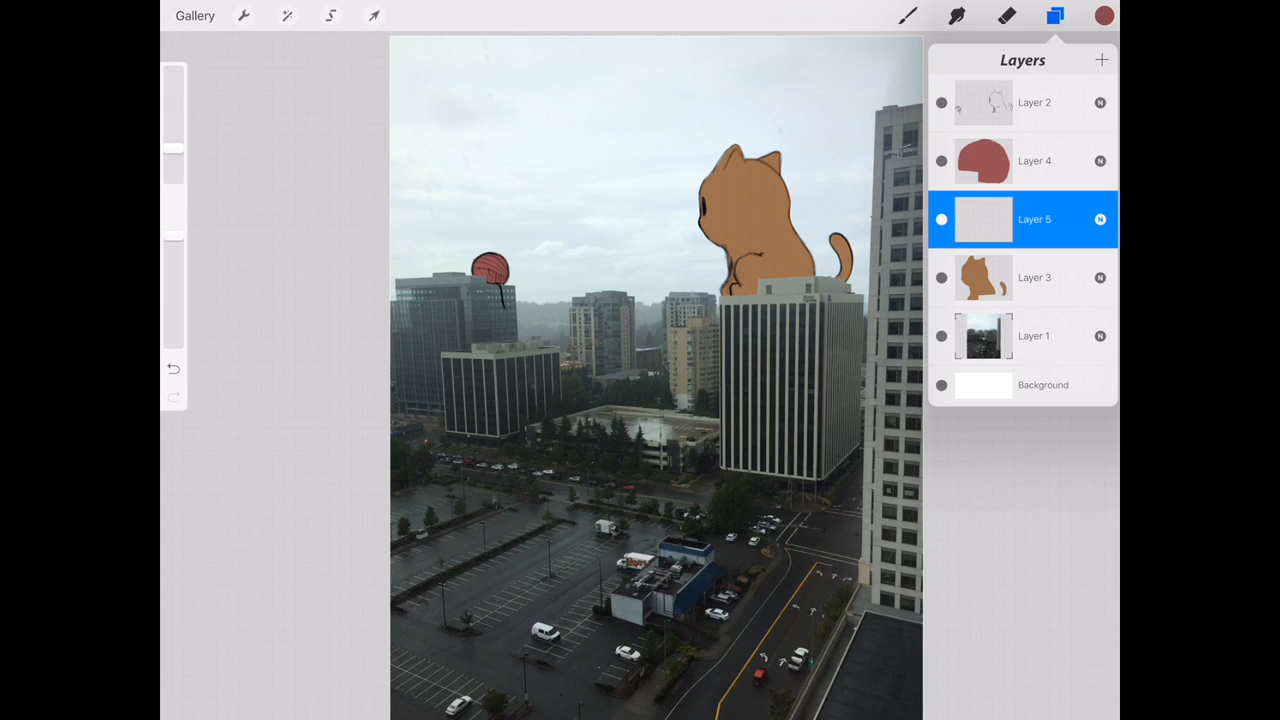 Gallery
Layers
Layer 2
N
Layer 4
N
Layer 5
N
Layer 3
N
Layer 1
N
Background